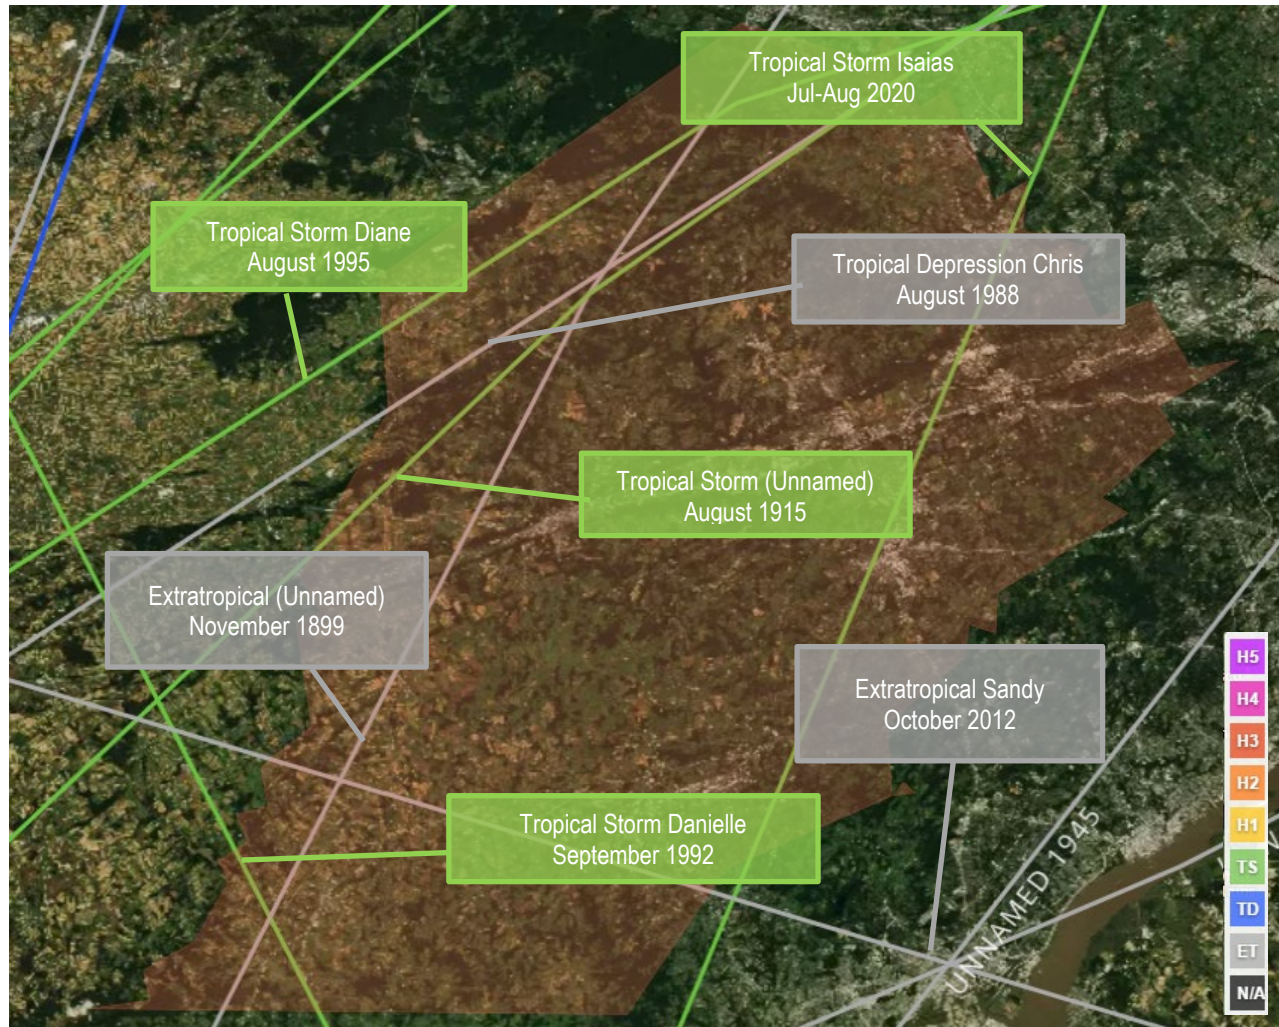 Tropical Storm Isaias
Jul-Aug 2020
Tropical Storm Diane
August 1995
Tropical Depression Chris
August 1988
Tropical Storm (Unnamed)
August 1915
Extratropical (Unnamed)
November 1899
Extratropical Sandy
October 2012
Tropical Storm Danielle
September 1992
UNNAMED 1945
H5
H4
H3
H2
H1
TS
TD
ET
N/A